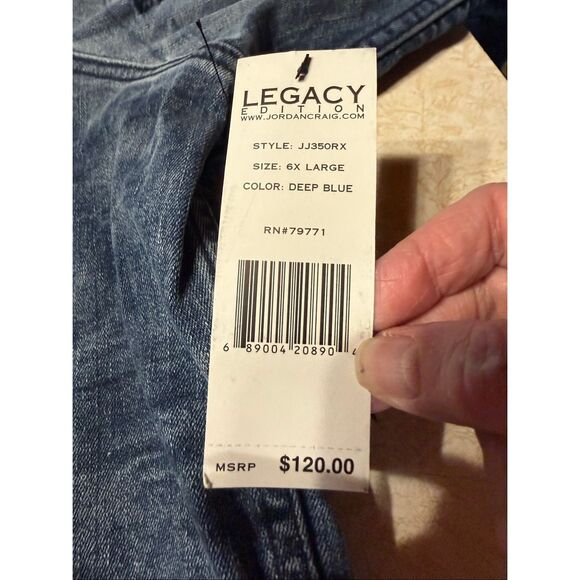 LEGACY
EDITION
WWW.JORDANCRAIG.COM
STYLE: JJ350RX
SIZE: 6X LARGE
COLOR: DEEP BLUE
RN#79771
6 89004 20890 4
MSRP $120.00